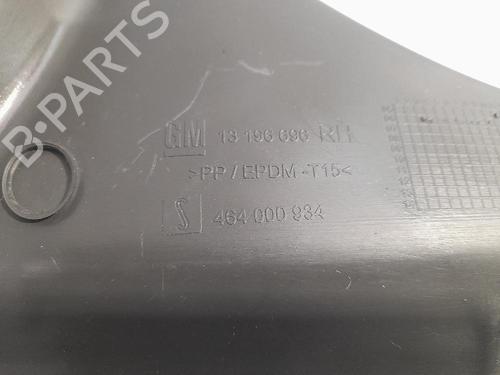 GM 13 196 696 RH
>PP/EPDM-T15<
S 464 000 934
B-PARTS